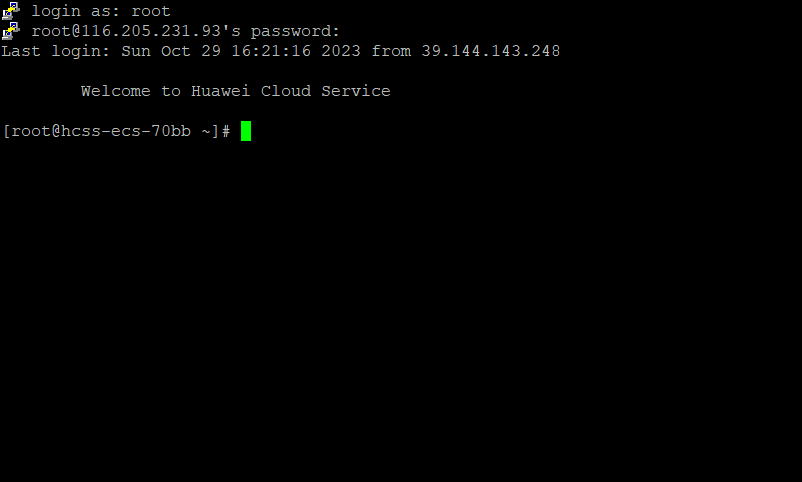 login as: root
root@116.205.231.93's password:
Last login: Sun Oct 29 16:21:16 2023 from 39.144.143.248
Welcome to Huawei Cloud Service
[root@hcss-ecs-70bb ~]#